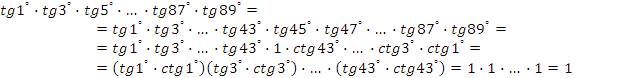 tg1˚ · tg3˚ · tg5˚ · … · tg87˚ · tg89˚ =
= tg1˚ · tg3˚ · … · tg43˚ · tg45˚ · tg47˚ · … · tg87˚ · tg89˚ =
= tg1˚ · tg3˚ · … · tg43˚ · 1 · ctg43˚ · … · ctg3˚ · ctg1˚ =
= (tg1˚ · ctg1˚)(tg3˚ · ctg3˚) · … · (tg43˚ · ctg43˚) = 1 · 1 · … · 1 = 1